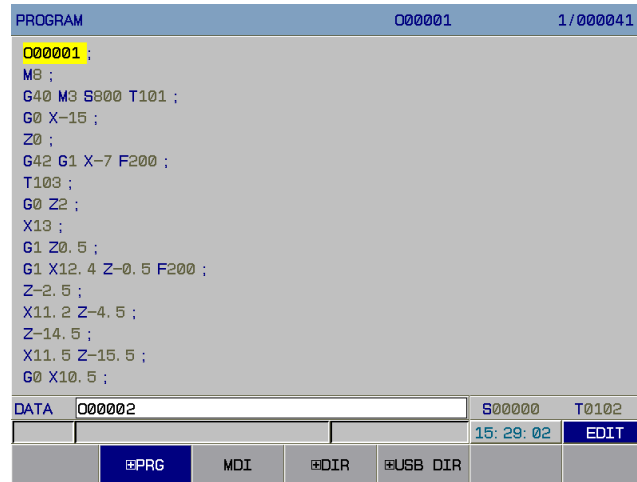 PROGRAM O00001 1/000041
O00001 ;
M8 ;
G40 M3 S800 T101 ;
G0 X-15 ;
Z0 ;
G42 G1 X-7 F200 ;
T103 ;
G0 Z2 ;
X13 ;
G1 Z0.5 ;
G1 X12.4 Z-0.5 F200 ;
Z-2.5 ;
X11.2 Z-4.5 ;
Z-14.5 ;
X11.5 Z-15.5 ;
G0 X10.5 ;
DATA O00002 S00000 T0102
15:29:02 EDIT
⊞PRG MDI ⊞DIR ⊞USB DIR